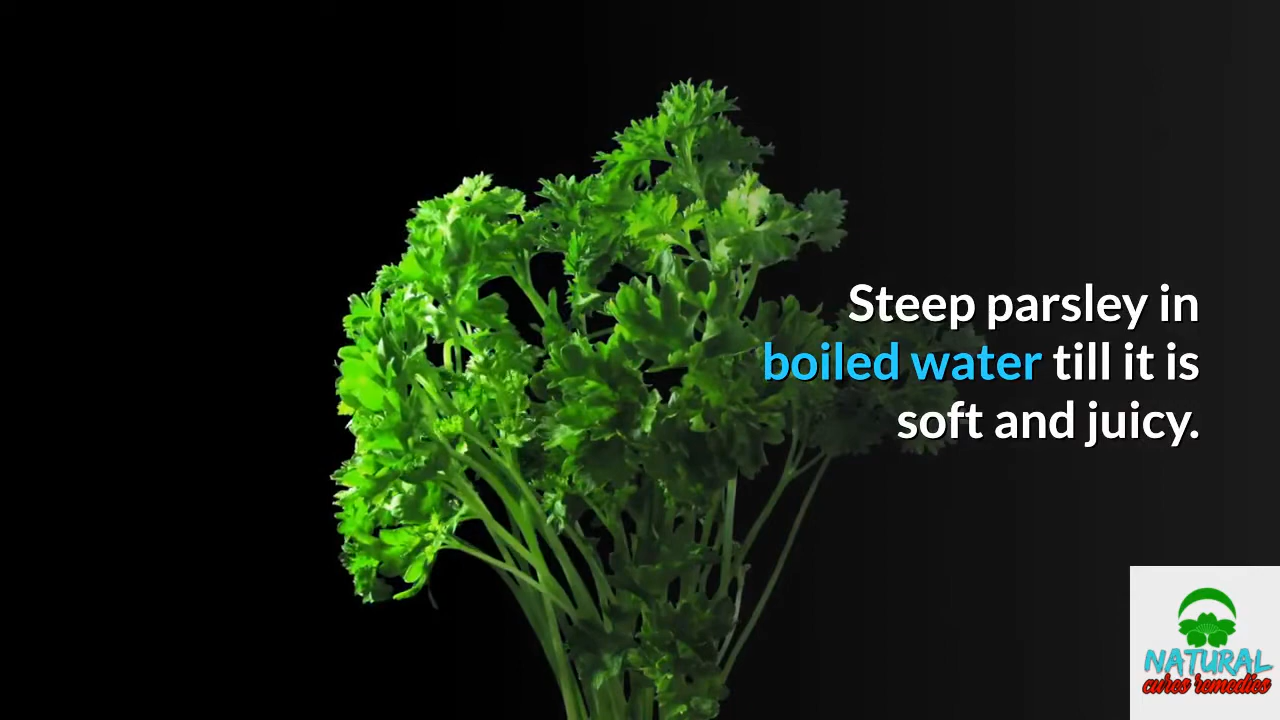 Steep parsley in
boiled water till it is
soft and juicy.
NATURAL
cures remedies